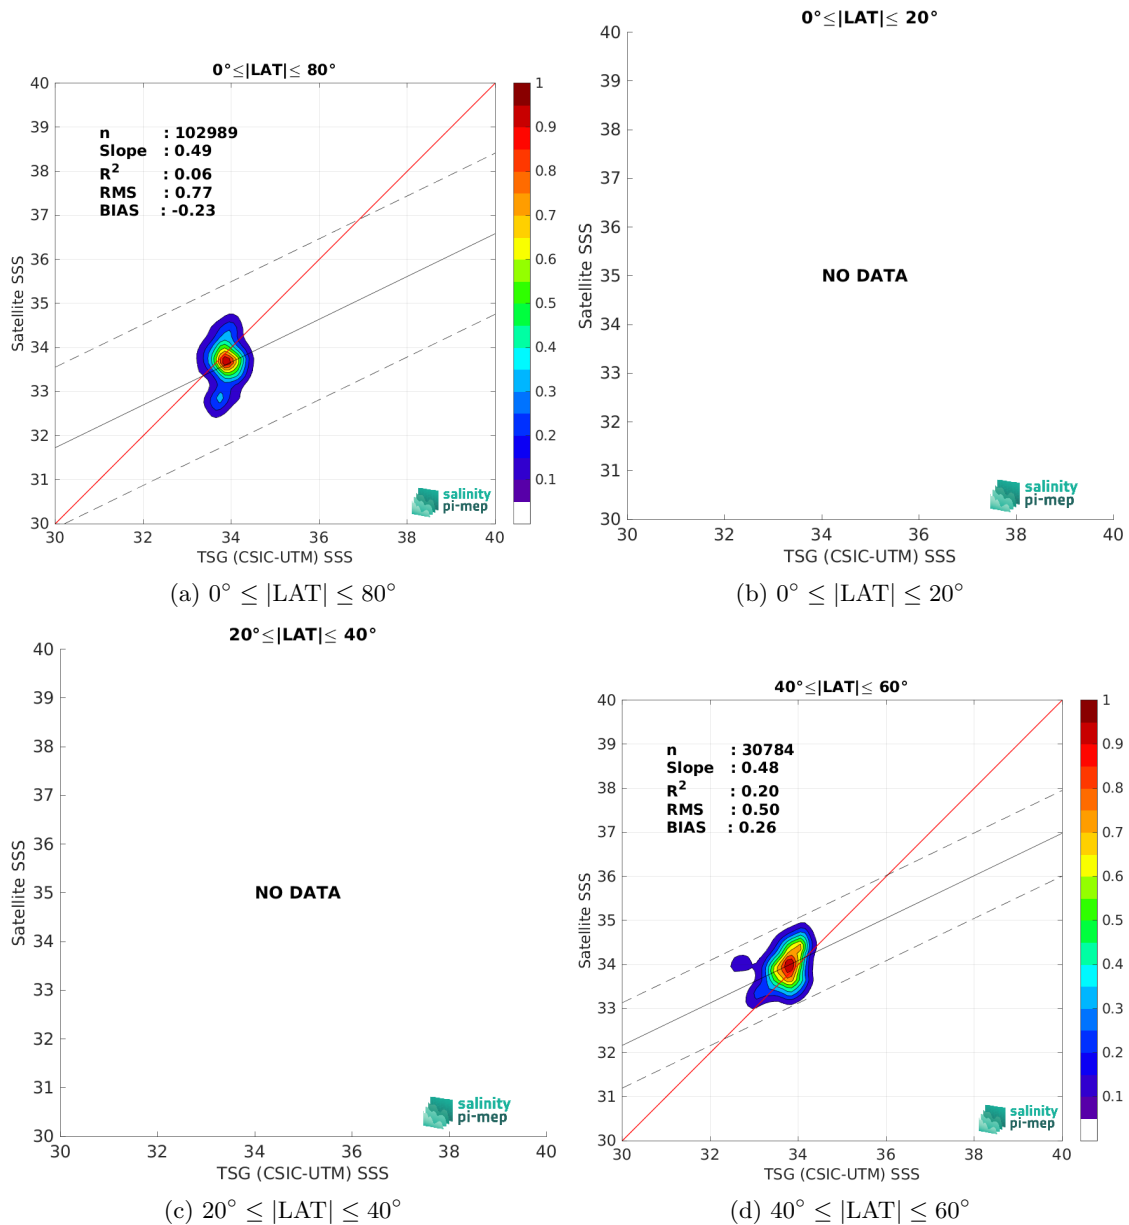 0°≤|LAT|≤ 80°
40
39
38
37
36
35
34
33
32
31
30
30
32
34
36
38
40
Satellite SSS
TSG (CSIC-UTM) SSS
n : 102989
Slope : 0.49
R² : 0.06
RMS : 0.77
BIAS : -0.23
1
0.9
0.8
0.7
0.6
0.5
0.4
0.3
0.2
0.1
salinity
pi-mep
(a) 0° ≤ |LAT| ≤ 80°
0°≤|LAT|≤ 20°
40
39
38
37
36
35
34
33
32
31
30
30
32
34
36
38
40
Satellite SSS
TSG (CSIC-UTM) SSS
NO DATA
salinity
pi-mep
(b) 0° ≤ |LAT| ≤ 20°
20°≤|LAT|≤ 40°
40
39
38
37
36
35
34
33
32
31
30
30
32
34
36
38
40
Satellite SSS
TSG (CSIC-UTM) SSS
NO DATA
salinity
pi-mep
(c) 20° ≤ |LAT| ≤ 40°
40°≤|LAT|≤ 60°
40
39
38
37
36
35
34
33
32
31
30
30
32
34
36
38
40
Satellite SSS
TSG (CSIC-UTM) SSS
n : 30784
Slope : 0.48
R² : 0.20
RMS : 0.50
BIAS : 0.26
1
0.9
0.8
0.7
0.6
0.5
0.4
0.3
0.2
0.1
salinity
pi-mep
(d) 40° ≤ |LAT| ≤ 60°